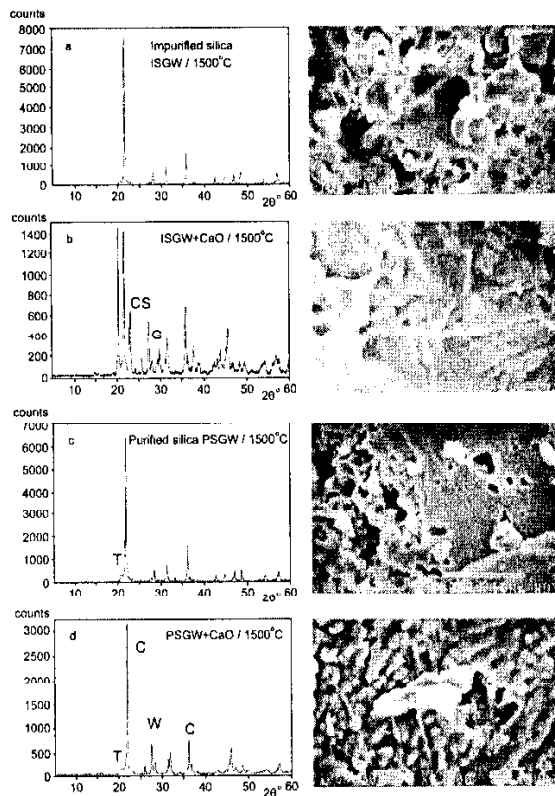 counts
8000
7000
6000
5000
4000
3000
2000
1000
0
a
Impurified silica
ISGW / 1500°C
10 20 30 40 50 60
2θ°
counts
1400
1200
1000
800
600
400
200
0
b
ISGW+CaO / 1500°C
CS
G
10 20 30 40 50 60
2θ°
counts
7000
6000
5000
4000
3000
2000
1000
0
c
Purified silica PSGW / 1500°C
T
10 20 30 40 50 60
2θ°
counts
3000
2500
2000
1500
1000
500
0
d
PSGW+CaO / 1500°C
C
W
C
T
10 20 30 40 50 60
2θ°